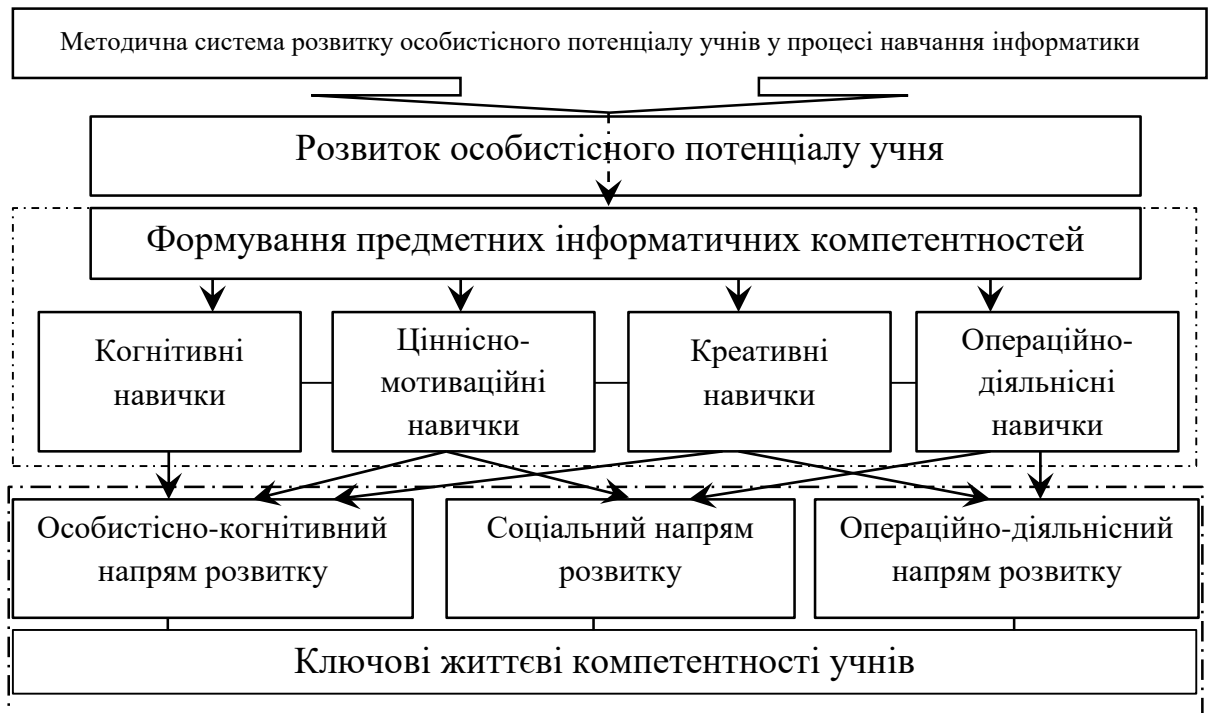 Методична система розвитку особистісного потенціалу учнів у процесі навчання інформатики
Розвиток особистісного потенціалу учня
Формування предметних інформатичних компетентностей
Когнітивні
навички
Ціннісно-
мотиваційні
навички
Креативні
навички
Операційно-
діяльнісні
навички
Особистісно-когнітивний
напрям розвитку
Соціальний напрям
розвитку
Операційно-діяльнісний
напрям розвитку
Ключові життєві компетентності учнів